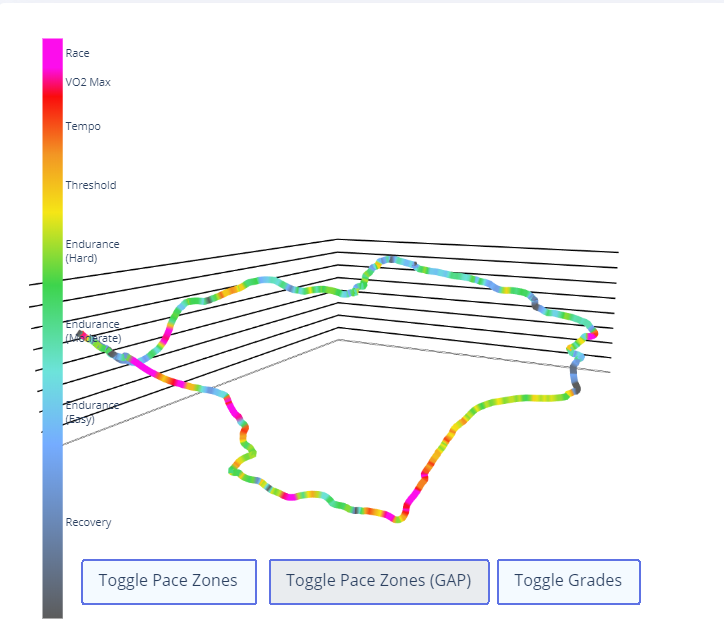 Race
VO2 Max
Tempo
Threshold
Endurance
(Hard)
Endurance
(Moderate)
Endurance
(Easy)
Recovery
Toggle Pace Zones
Toggle Pace Zones (GAP)
Toggle Grades